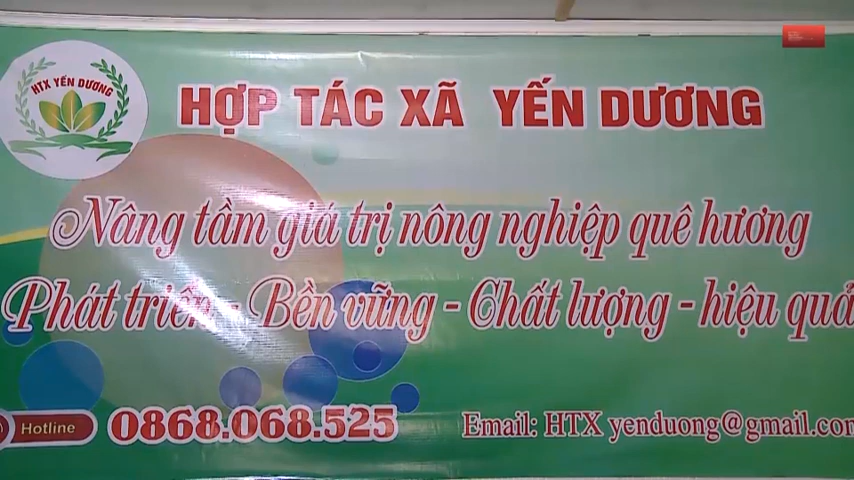 HTX YẾN DƯƠNG
HỢP TÁC XÃ YẾN DƯƠNG
Nâng tầm giá trị nông nghiệp quê hương
Phát triển - Bền vững - Chất lượng - hiệu quả
Hotline 0868.068.525 Email: HTX yenduong@gmail.com